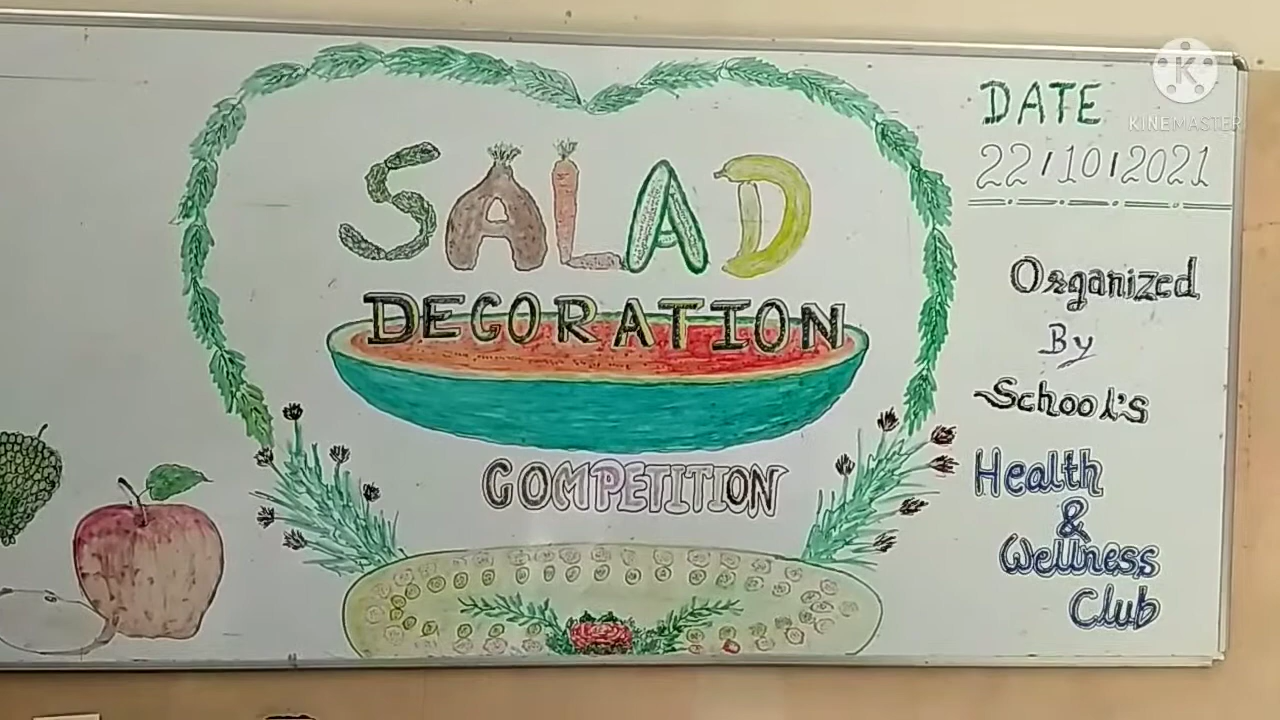 SALAD
DECORATION
COMPETITION
DATE
22/10/2021
Organized
By
School's
Health
&
Wellness
Club
K
KINEMASTER